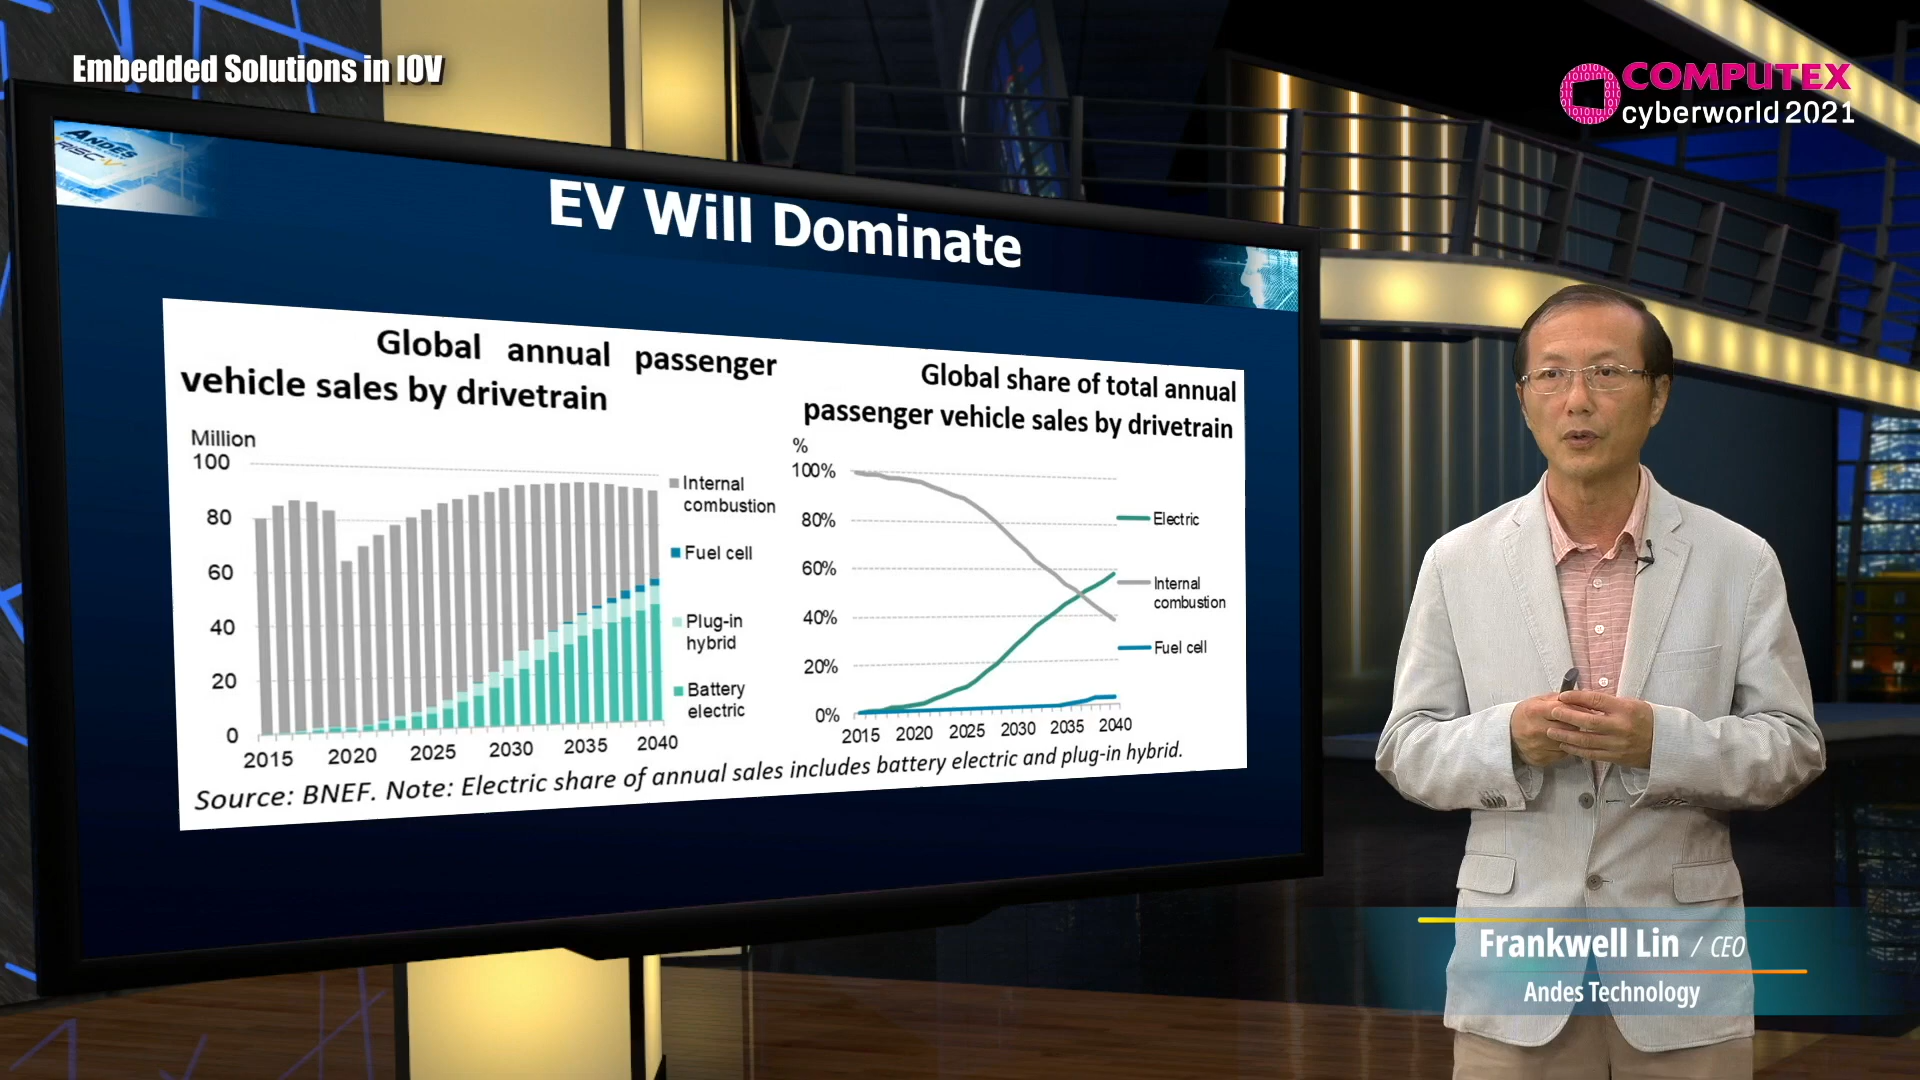 Embedded Solutions in IOV
COMPUTEX
cyberworld 2021
ANDES
RISC-V
EV Will Dominate
Global annual passenger
vehicle sales by drivetrain
Million
100
80
60
40
20
0
2015 2020 2025 2030 2035 2040
Internal
combustion
Fuel cell
Plug-in
hybrid
Battery
electric
Global share of total annual
passenger vehicle sales by drivetrain
%
100%
80%
60%
40%
20%
0%
2015 2020 2025 2030 2035 2040
Electric
Internal
combustion
Fuel cell
Source: BNEF. Note: Electric share of annual sales includes battery electric and plug-in hybrid.
Frankwell Lin / CEO
Andes Technology